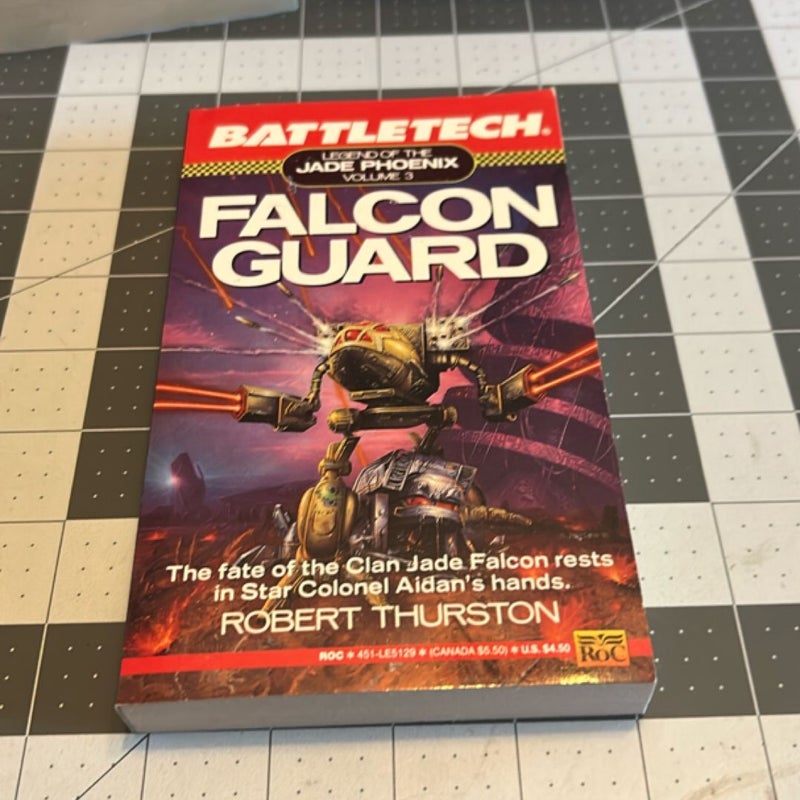 BATTLETECH®
LEGEND OF THE
JADE PHOENIX
VOLUME 3
FALCON
GUARD
The fate of the Clan Jade Falcon rests
in Star Colonel Aidan's hands.
ROBERT THURSTON
ROC * 451-LE5129 * (CANADA $5.50) * U.S. $4.50
ROC